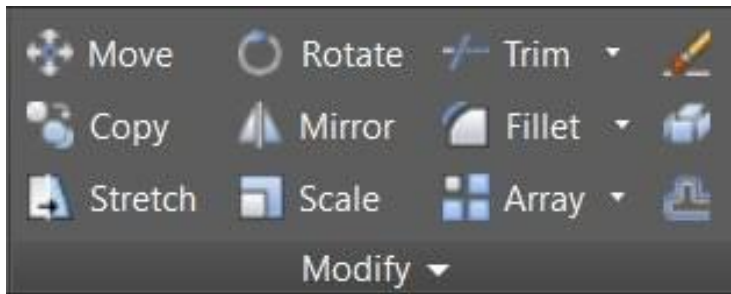 Move Rotate Trim
Copy Mirror Fillet
Stretch Scale Array
Modify